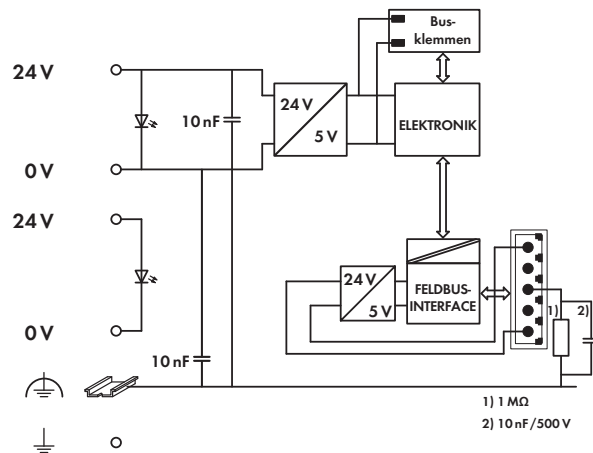 Bus-
klemmen
24 V
10 nF
24 V
5 V
ELEKTRONIK
0 V
24 V
24 V
5 V
FELDBUS-
INTERFACE
0 V
1)
2)
10 nF
1) 1 MΩ
2) 10 nF/500 V